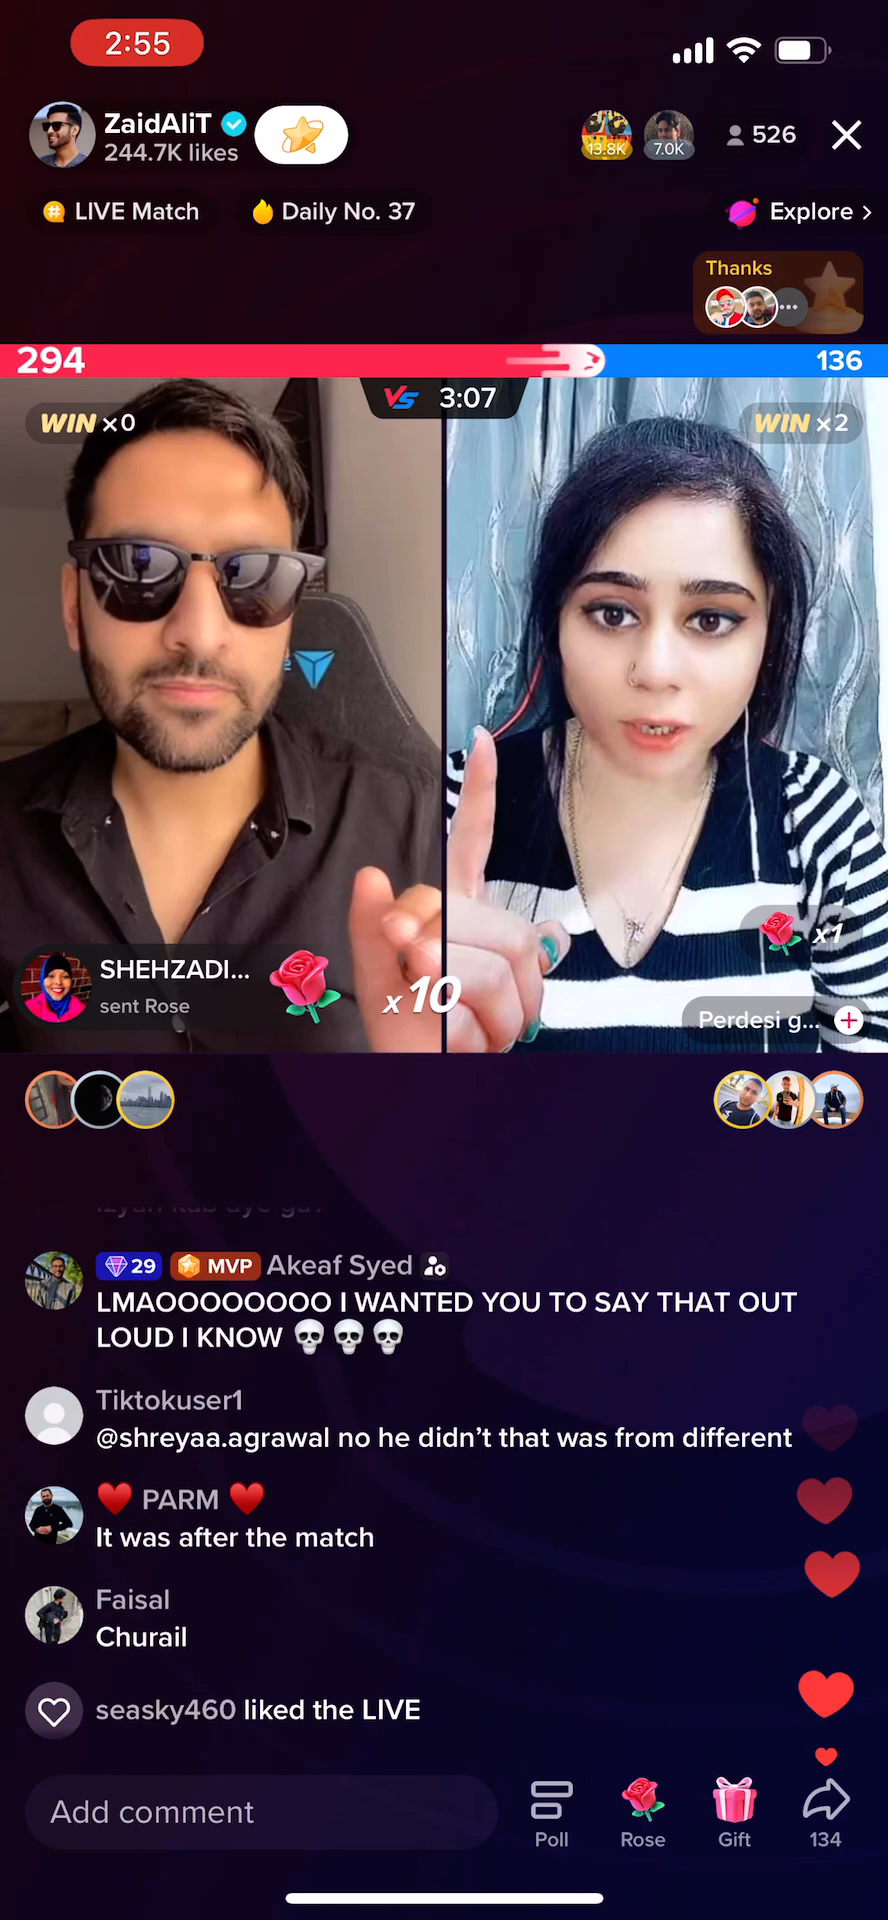 2:55
ZaidAliT
244.7K likes
13.8K
7.0K
526
LIVE Match
Daily No. 37
Explore >
Thanks
294
136
VS 3:07
WIN x0
WIN x2
SHEHZADI...
sent Rose
x10
x1
Perdesi g...
29 MVP Akeaf Syed
LMAOOOOOOOO I WANTED YOU TO SAY THAT OUT
LOUD I KNOW 💀💀💀
Tiktokuser1
@shreyaa.agrawal no he didn't that was from different
❤️ PARM ❤️
It was after the match
Faisal
Churail
seasky460 liked the LIVE
Add comment
Poll
Rose
Gift
134